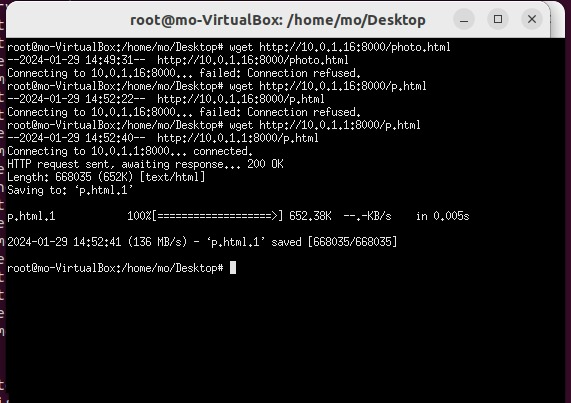 root@mo-VirtualBox: /home/mo/Desktop
root@mo-VirtualBox:/home/mo/Desktop# wget http://10.0.1.16:8000/photo.html
--2024-01-29 14:49:31--  http://10.0.1.16:8000/photo.html
Connecting to 10.0.1.16:8000... failed: Connection refused.
root@mo-VirtualBox:/home/mo/Desktop# wget http://10.0.1.16:8000/p.html
--2024-01-29 14:52:22--  http://10.0.1.16:8000/p.html
Connecting to 10.0.1.16:8000... failed: Connection refused.
root@mo-VirtualBox:/home/mo/Desktop# wget http://10.0.1.1:8000/p.html
--2024-01-29 14:52:40--  http://10.0.1.1:8000/p.html
Connecting to 10.0.1.1:8000... connected.
HTTP request sent, awaiting response... 200 OK
Length: 668035 (652K) [text/html]
Saving to: ‘p.html.1’
p.html.1            100%[===================>] 652.38K  --.-KB/s    in 0.005s
2024-01-29 14:52:41 (136 MB/s) - ‘p.html.1’ saved [668035/668035]
root@mo-VirtualBox:/home/mo/Desktop#